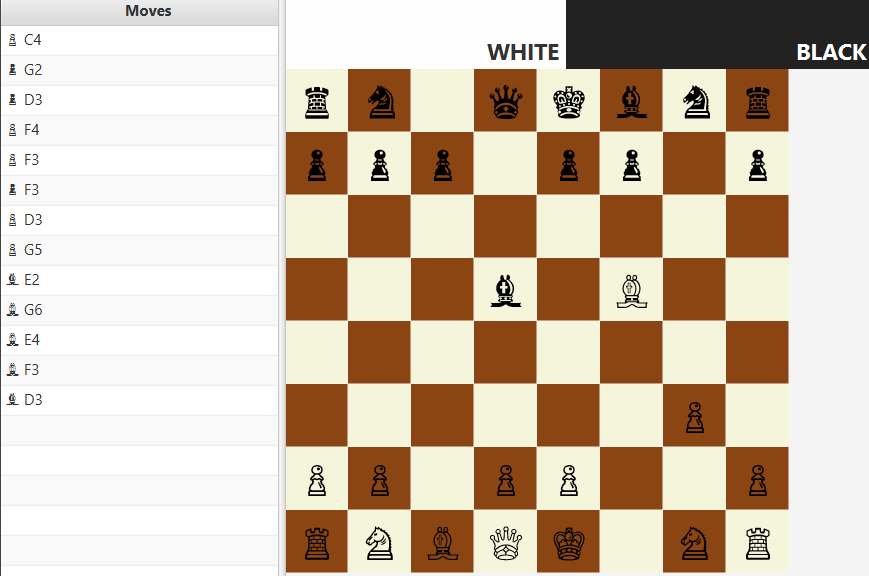 Moves
WHITE
BLACK
C4
G2
D3
F4
F3
F3
D3
G5
E2
G6
E4
F3
D3